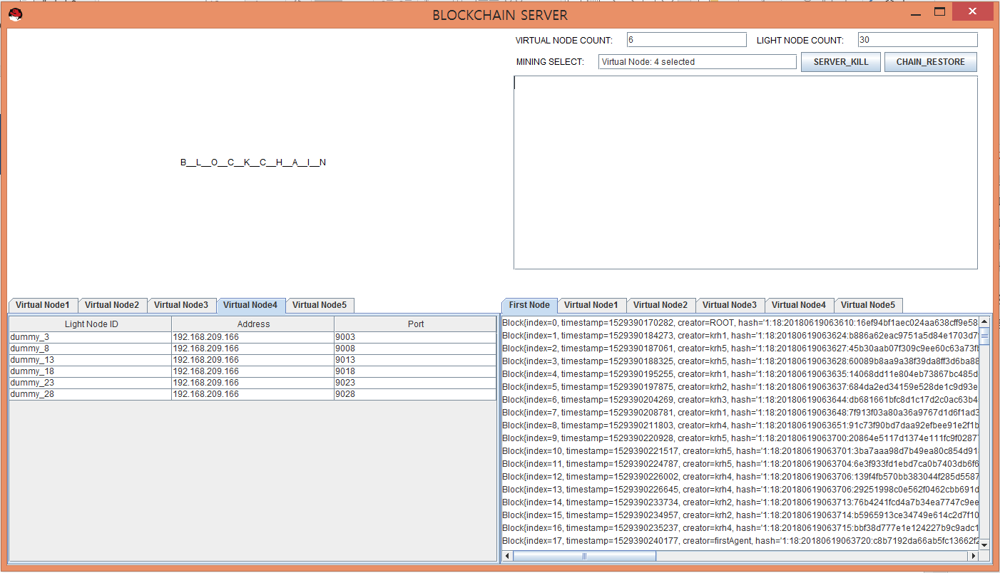 BLOCKCHAIN SERVER
VIRTUAL NODE COUNT: 6 LIGHT NODE COUNT: 30
MINING SELECT: Virtual Node: 4 selected SERVER_KILL CHAIN_RESTORE
B__L__O__C__K__C__H__A__I__N
Virtual Node1 Virtual Node2 Virtual Node3 Virtual Node4 Virtual Node5
Light Node ID Address Port
dummy_3 192.168.209.166 9003
dummy_8 192.168.209.166 9008
dummy_13 192.168.209.166 9013
dummy_18 192.168.209.166 9018
dummy_23 192.168.209.166 9023
dummy_28 192.168.209.166 9028
First Node Virtual Node1 Virtual Node2 Virtual Node3 Virtual Node4 Virtual Node5
Block{index=0, timestamp=1529390170282, creator=ROOT, hash='1:18:20180619063610:16ef94bf1aec024aa638cff9e58
Block{index=1, timestamp=1529390184273, creator=krh1, hash='1:18:20180619063624:b886a62eac9751a5d84e1703d7
Block{index=2, timestamp=1529390187061, creator=krh5, hash='1:18:20180619063627:45b30aab07f309c9ee60c63a73f
Block{index=3, timestamp=1529390188325, creator=krh5, hash='1:18:20180619063628:60089b8aa9a38f39da8ff3d6ba88
Block{index=4, timestamp=1529390195255, creator=krh1, hash='1:18:20180619063635:14068dd11e804eb73867bc485d
Block{index=5, timestamp=1529390197875, creator=krh2, hash='1:18:20180619063637:684da2ed34159e528de1c9d93e
Block{index=6, timestamp=1529390204269, creator=krh3, hash='1:18:20180619063644:db681661bfc8d1c17d2c0ac63b4
Block{index=7, timestamp=1529390208781, creator=krh1, hash='1:18:20180619063648:7f913f03a80a36a9767d1d6f1ad3
Block{index=8, timestamp=1529390211803, creator=krh4, hash='1:18:20180619063651:91c73f90bd7daa92efbee91e2f1b
Block{index=9, timestamp=1529390220928, creator=krh5, hash='1:18:20180619063700:20864e5117d1374e111fc9f0287
Block{index=10, timestamp=1529390221517, creator=krh5, hash='1:18:20180619063701:3ba7aaa98d7b49ea80c854d91
Block{index=11, timestamp=1529390224787, creator=krh5, hash='1:18:20180619063704:6e3f933fd1ebd7ca0b7403db6f6
Block{index=12, timestamp=1529390226002, creator=krh4, hash='1:18:20180619063706:139f4fb570bb383044f285d5587
Block{index=13, timestamp=1529390226645, creator=krh4, hash='1:18:20180619063706:29251998c0e562f0462cbb691d
Block{index=14, timestamp=1529390233734, creator=krh2, hash='1:18:20180619063713:76b4241fcd4a7b34ea7747c9ee
Block{index=15, timestamp=1529390234957, creator=krh2, hash='1:18:20180619063714:b5965913ce34749e614c2d7f10
Block{index=16, timestamp=1529390235237, creator=krh4, hash='1:18:20180619063715:bbf38d777e1e124227b9c9adc1
Block{index=17, timestamp=1529390240177, creator=firstAgent, hash='1:18:20180619063720:c8b7192da66ab5fc13662f2